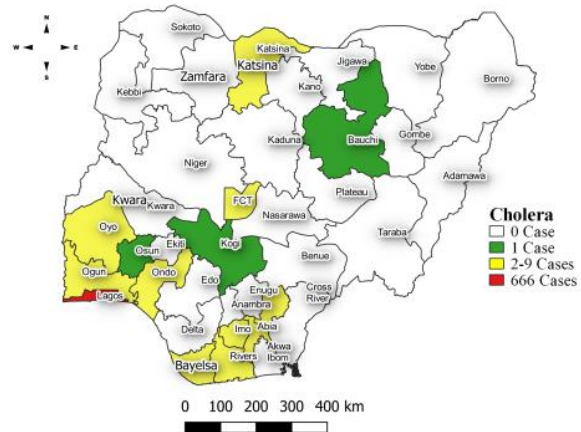 N
W E
S
Sokoto
Katsina
Katsina
Jigawa
Yobe
Borno
Zamfara
Kano
Kebbi
Kaduna
Bauchi
Gombe
Niger
Adamawa
Plateau
Kwara
Kwara
FCT
Nasarawa
Oyo
Taraba
Osun
Ekiti
Kogi
Benue
Ogun
Ondo
Edo
Enugu
Cross
River
Lagos
Anambra
Delta
Imo
Abia
Bayelsa
Rivers
Akwa
Ibom
Cholera
0 Case
1 Case
2-9 Cases
666 Cases
0 100 200 300 400 km